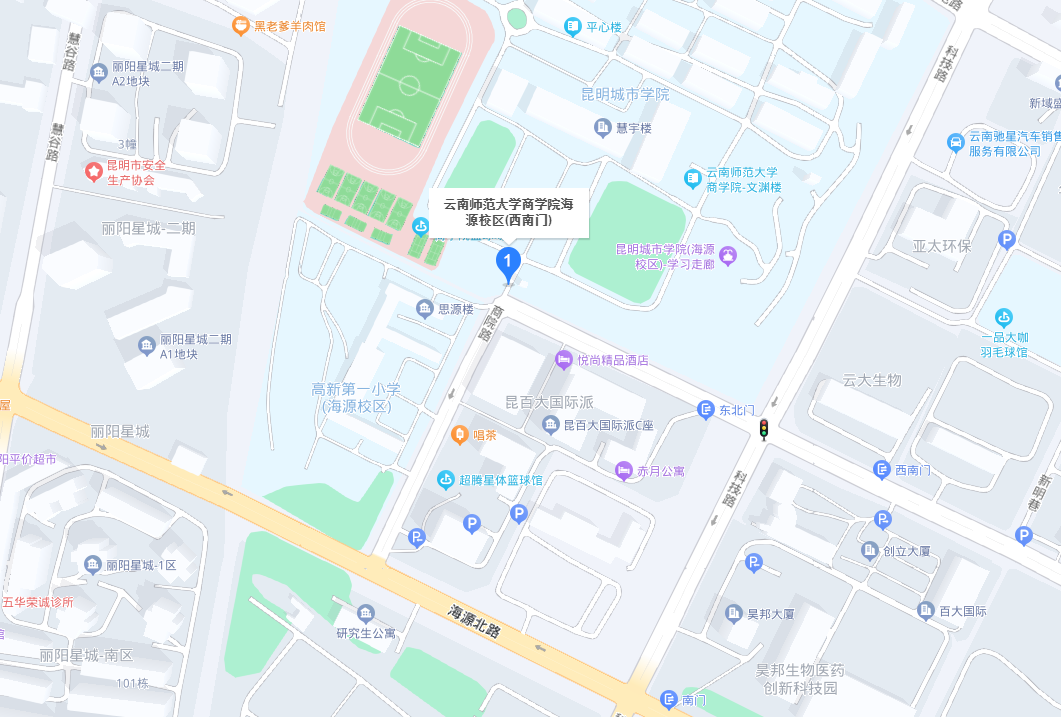 路
黑老爹羊肉馆
平心楼
慧谷路
丽阳星城二期
A2地块
科技路
昆明城市学院
新域盛
慧宇楼
慧谷路
3幢
云南驰星汽车销售
服务有限公司
昆明市安全
生产协会
云南师范大学
商学院-文渊楼
云南师范大学商学院海
源校区(西南门)
丽阳星城-二期
昆明城市学院(海源
校区)-学习走廊
亚太环保
1
思源楼
商院路
丽阳星城二期
A1地块
一品大咖
羽毛球馆
悦尚精品酒店
高新第一小学
(海源校区)
云大生物
昆百大国际派
屋
东北门
昆百大国际派C座
丽阳星城
唱茶
阳平价超市
赤月公寓
西南门
超腾星体篮球馆
科技路
新明巷
创立大厦
丽阳星城-1区
五华荣诚诊所
海源北路
昊邦大厦
百大国际
研究生公寓
馆
丽阳星城-南区
昊邦生物医药
创新科技园
101栋
南门